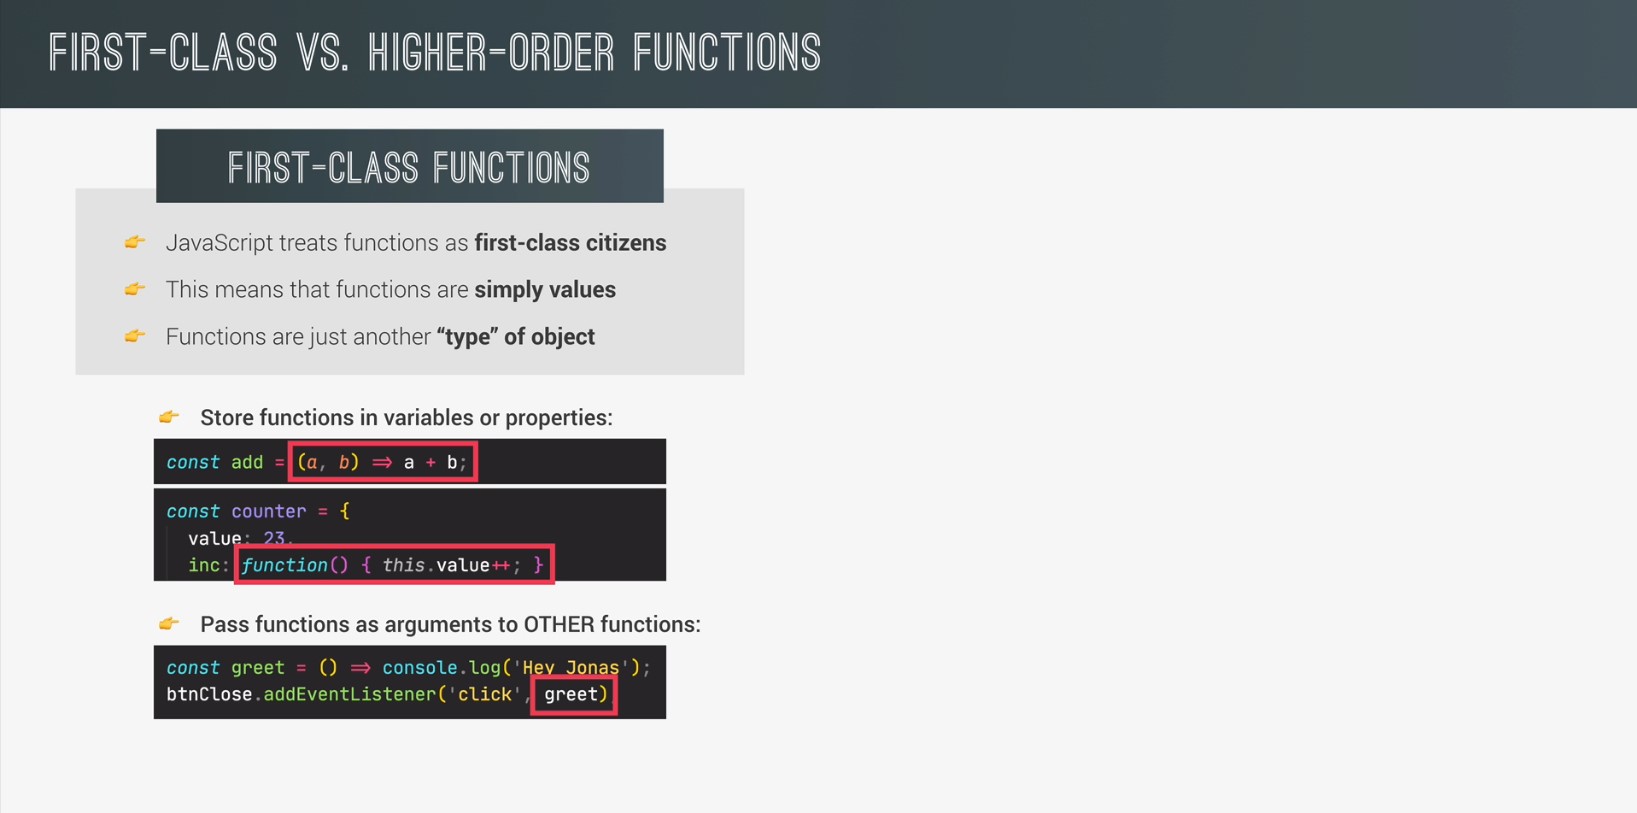 FIRST-CLASS VS. HIGHER-ORDER FUNCTIONS
FIRST-CLASS FUNCTIONS
👉 JavaScript treats functions as first-class citizens
👉 This means that functions are simply values
👉 Functions are just another “type” of object
👉 Store functions in variables or properties:
const add = (a, b) => a + b;
const counter = {
value: 23,
inc: function() { this.value++; }
👉 Pass functions as arguments to OTHER functions:
const greet = () => console.log('Hey Jonas');
btnClose.addEventListener('click', greet)